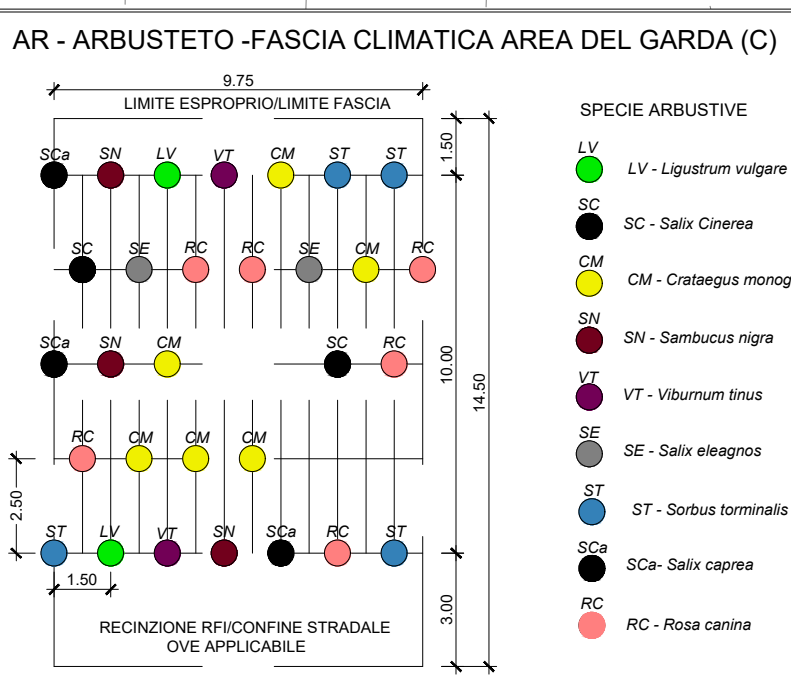 AR - ARBUSTETO -FASCIA CLIMATICA AREA DEL GARDA (C)
9.75
LIMITE ESPROPRIO/LIMITE FASCIA
1.50
SCa SN LV VT CM ST ST
SC SE RC RC SE CM RC
SCa SN CM SC RC
10.00
14.50
RC CM CM CM
2.50
ST LV VT SN SCa RC ST
1.50
3.00
RECINZIONE RFI/CONFINE STRADALE
OVE APPLICABILE
SPECIE ARBUSTIVE
LV
LV - Ligustrum vulgare
SC
SC - Salix Cinerea
CM
CM - Crataegus monog
SN
SN - Sambucus nigra
VT
VT - Viburnum tinus
SE
SE - Salix eleagnos
ST
ST - Sorbus torminalis
SCa
SCa- Salix caprea
RC
RC - Rosa canina